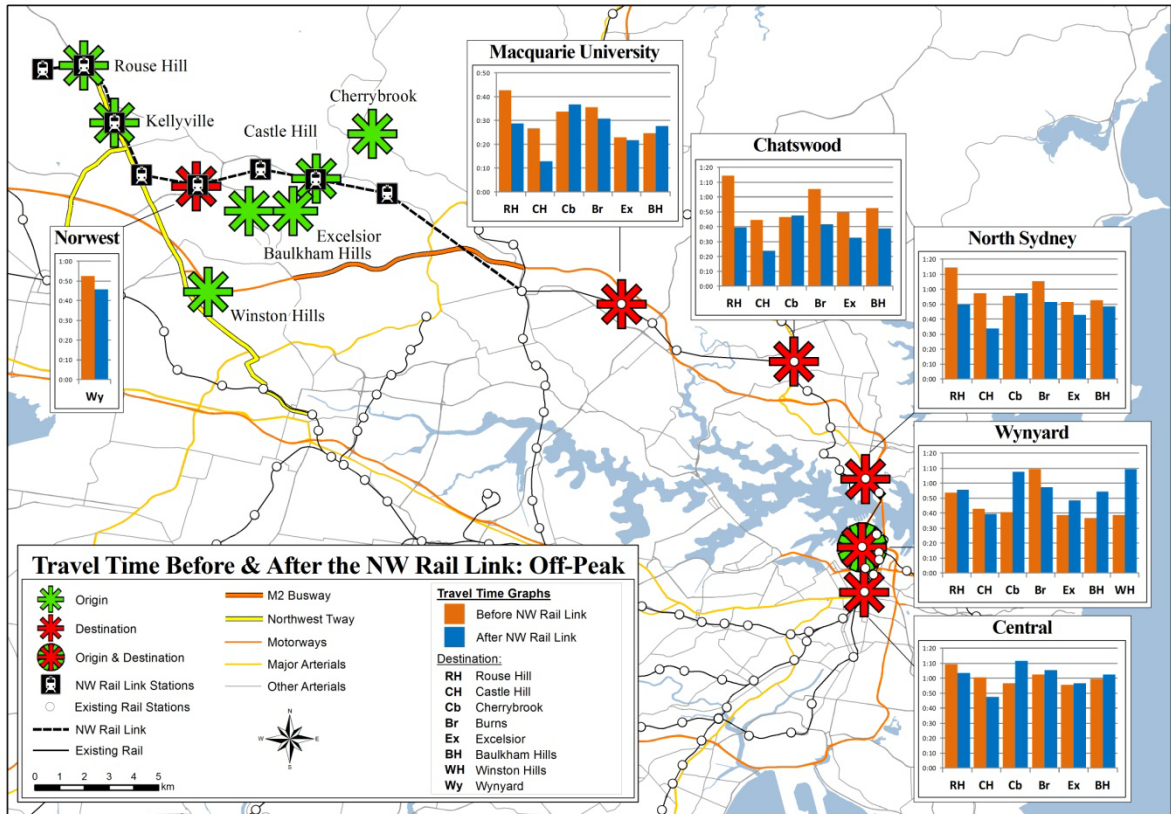 Rouse Hill
Kellyville
Castle Hill
Cherrybrook
Excelsior
Baulkham Hills
Winston Hills
Norwest
1:00
0:50
0:40
0:30
0:20
0:10
0:00
Wy
Macquarie University
0:50
0:40
0:30
0:20
0:10
0:00
RH CH Cb Br Ex BH
Chatswood
1:20
1:10
1:00
0:50
0:40
0:30
0:20
0:10
0:00
RH CH Cb Br Ex BH
North Sydney
1:20
1:10
1:00
0:50
0:40
0:30
0:20
0:10
0:00
RH CH Cb Br Ex BH
Wynyard
1:20
1:10
1:00
0:50
0:40
0:30
0:20
0:10
0:00
RH CH Cb Br Ex BH WH
Central
1:20
1:10
1:00
0:50
0:40
0:30
0:20
0:10
0:00
RH CH Cb Br Ex BH
Travel Time Before & After the NW Rail Link: Off-Peak
Origin
Destination
Origin & Destination
NW Rail Link Stations
Existing Rail Stations
NW Rail Link
Existing Rail
0 1 2 3 4 5
km
M2 Busway
Northwest Tway
Motorways
Major Arterials
Other Arterials
N
W E
S
Travel Time Graphs
Before NW Rail Link
After NW Rail Link
Destination:
RH Rouse Hill
CH Castle Hill
Cb Cherrybrook
Br Burns
Ex Excelsior
BH Baulkham Hills
WH Winston Hills
Wy Wynyard